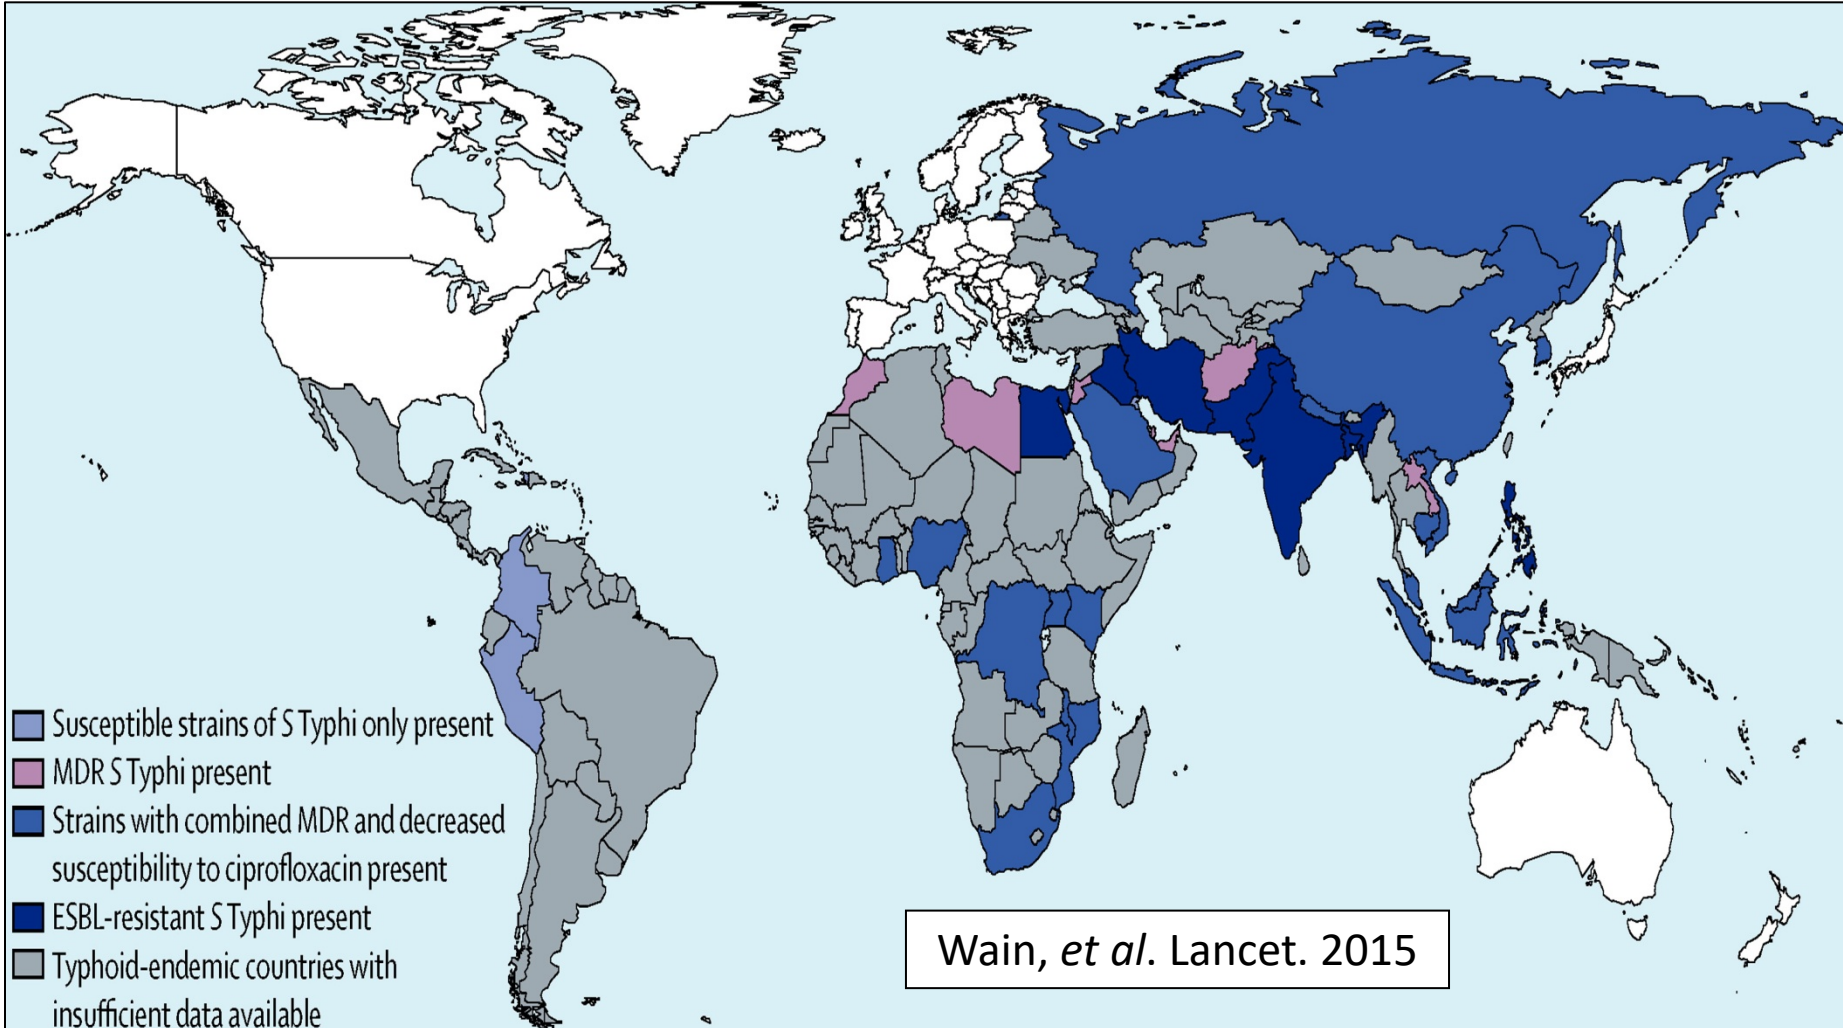 Susceptible strains of S Typhi only present
MDR S Typhi present
Strains with combined MDR and decreased
susceptibility to ciprofloxacin present
ESBL-resistant S Typhi present
Typhoid-endemic countries with
insufficient data available
Wain, et al. Lancet. 2015